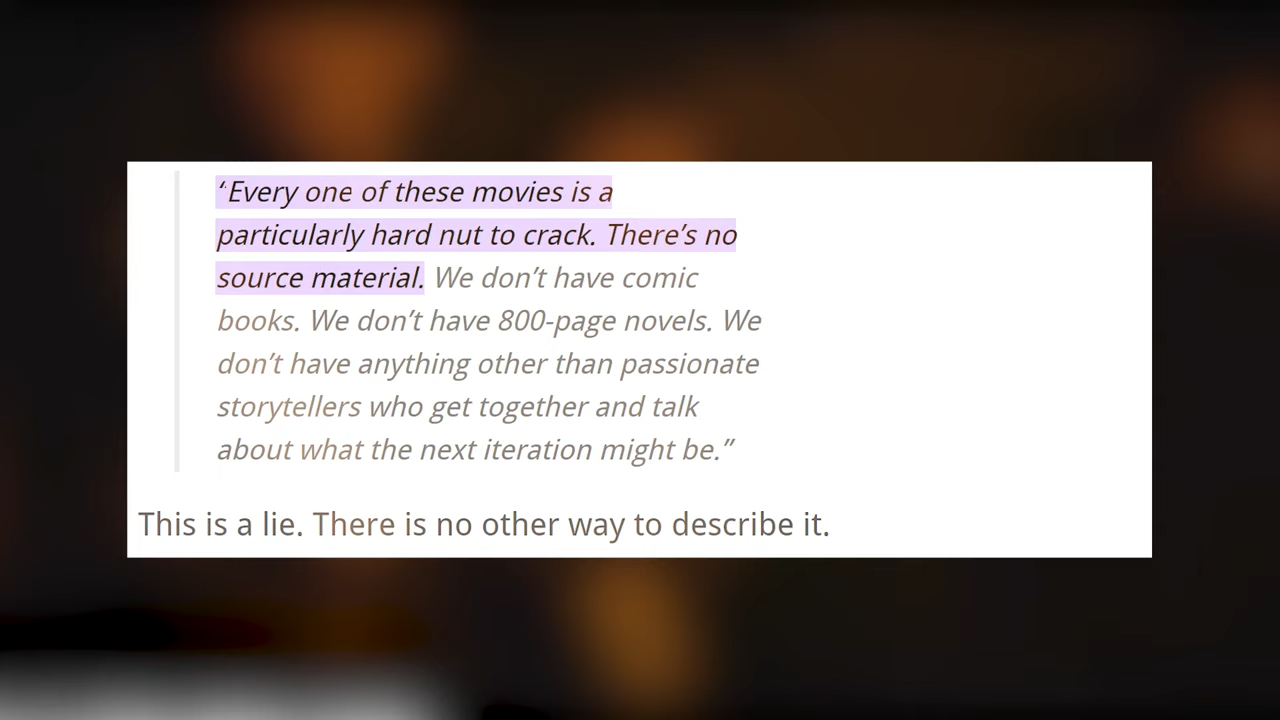 “Every one of these movies is a
particularly hard nut to crack. There’s no
source material. We don’t have comic
books. We don’t have 800-page novels. We
don’t have anything other than passionate
storytellers who get together and talk
about what the next iteration might be.”
This is a lie. There is no other way to describe it.